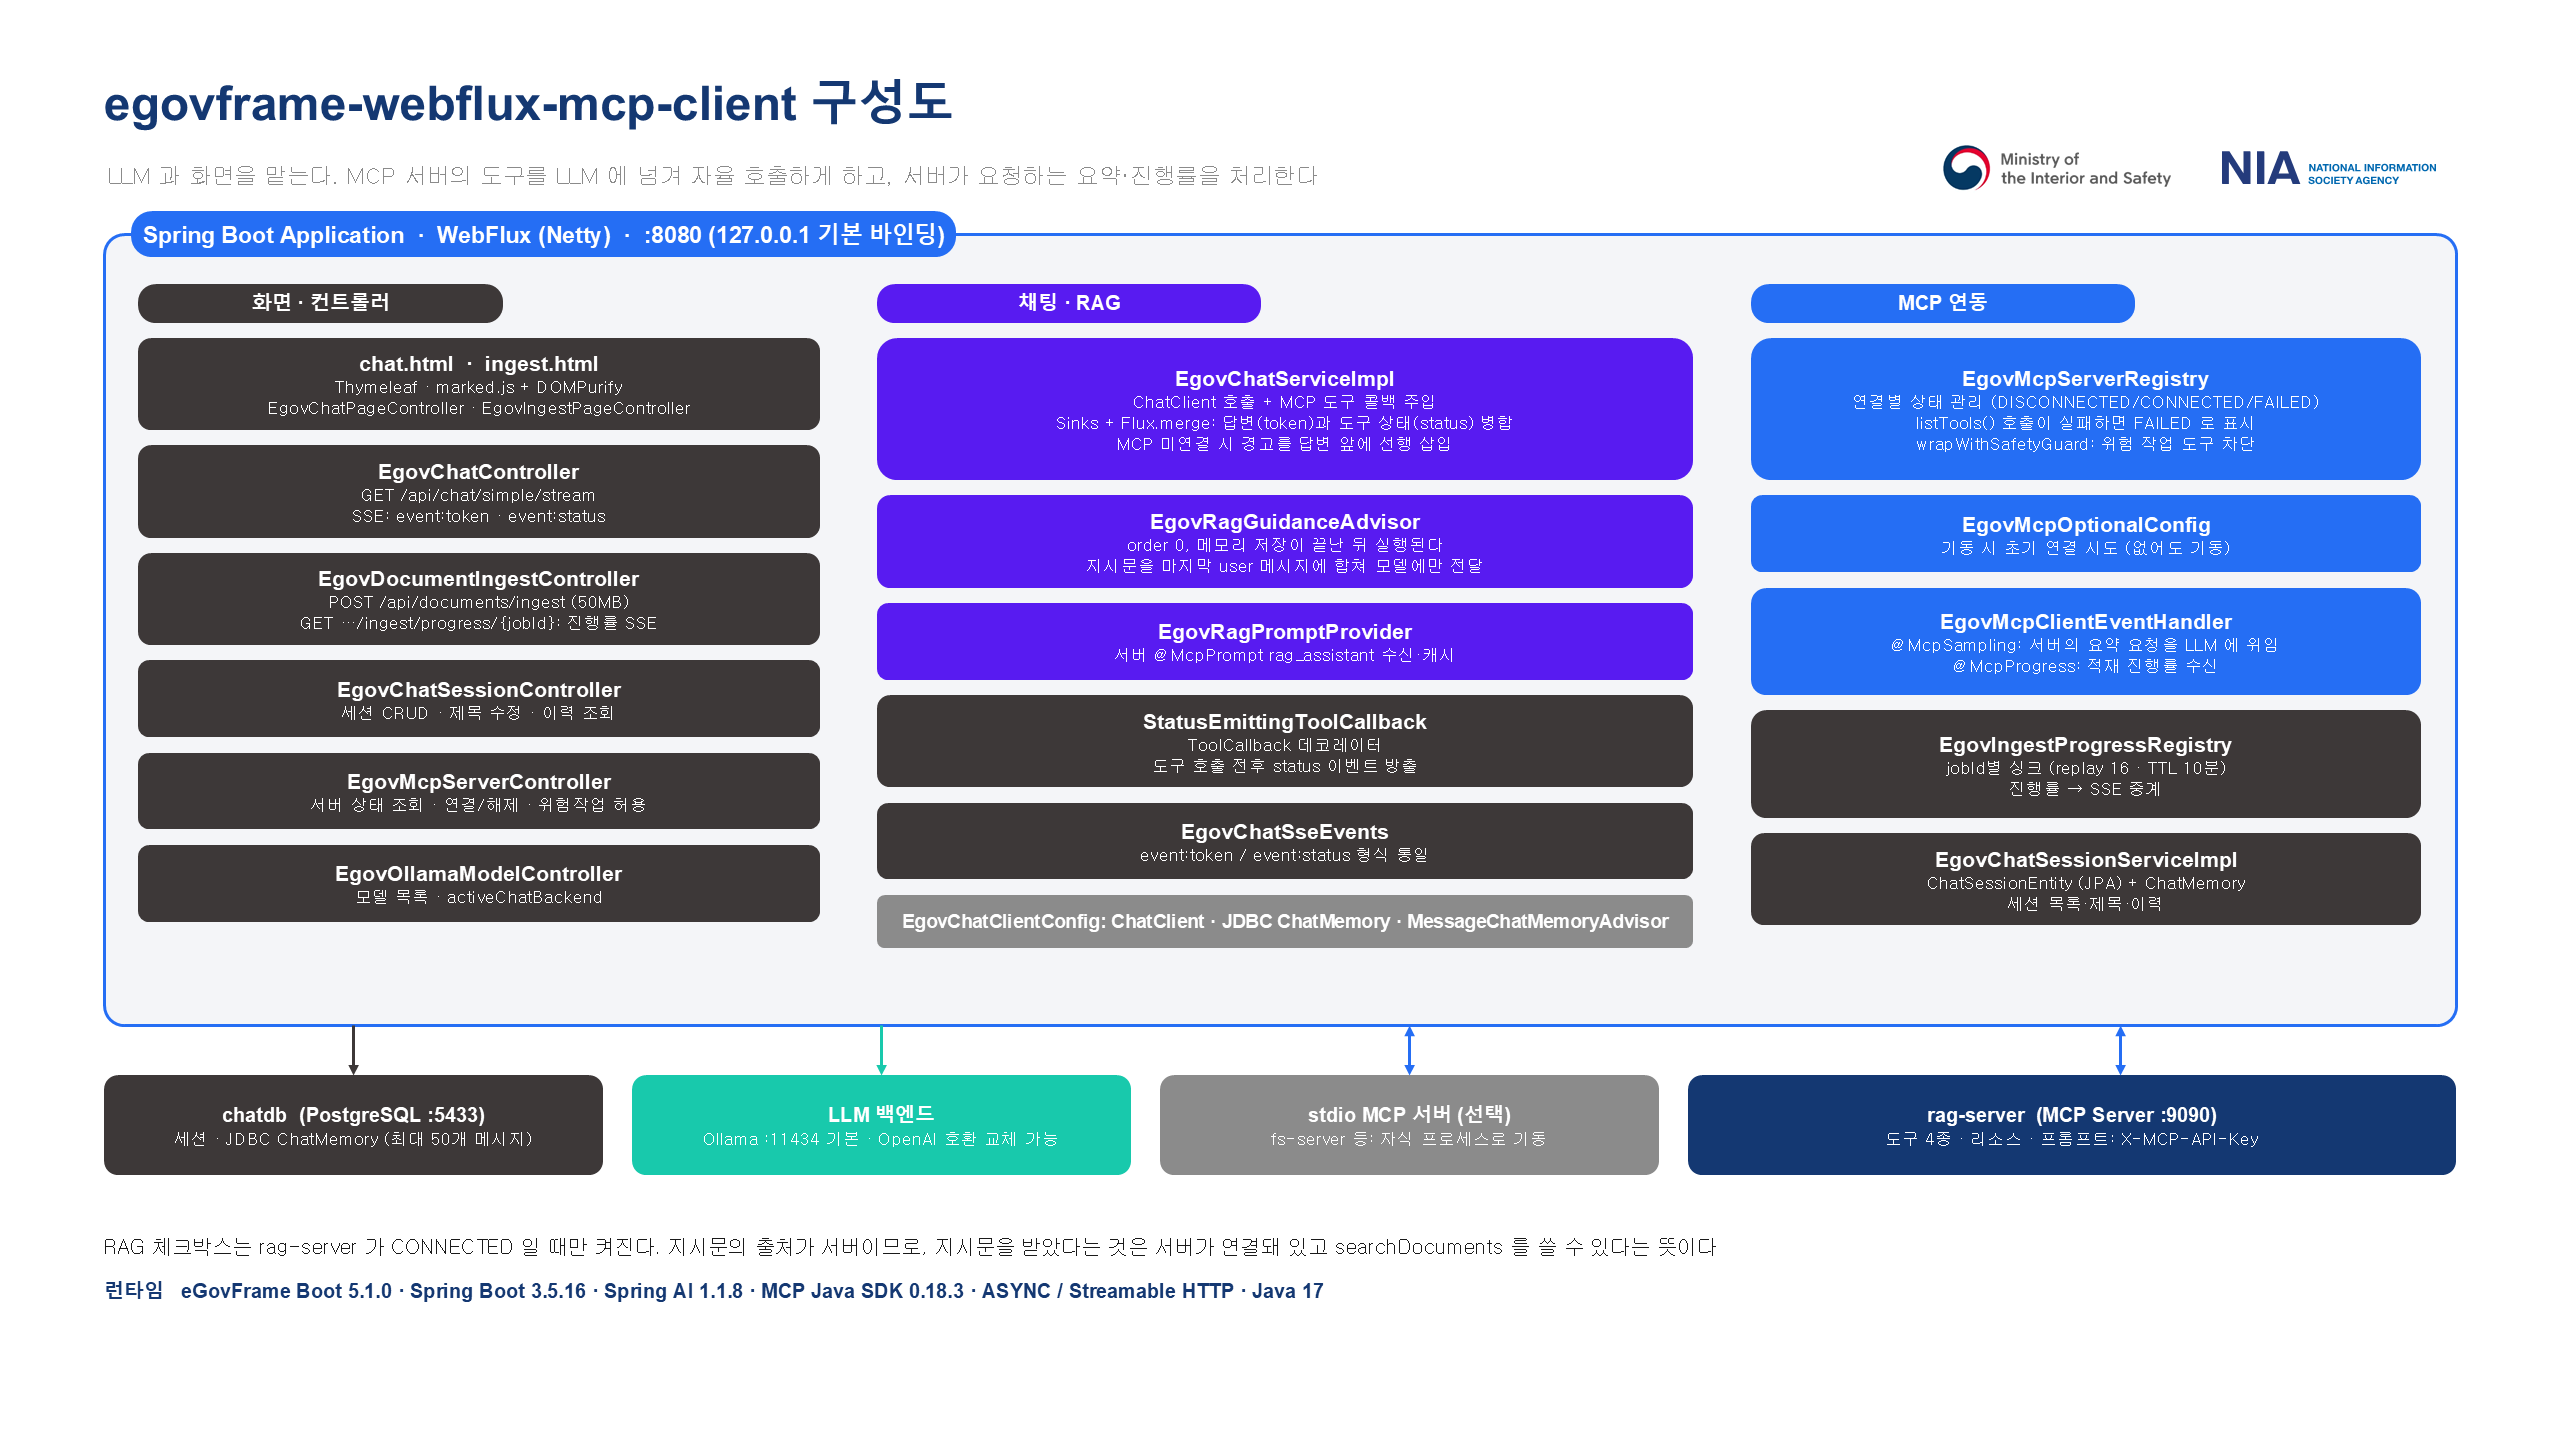 egovframe-webflux-mcp-client 구성도
LLM 과 화면을 맡는다. MCP 서버의 도구를 LLM 에 넘겨 자율 호출하게 하고, 서버가 요청하는 요약·진행률을 처리한다
Ministry of
the Interior and Safety
NIA NATIONAL INFORMATION
SOCIETY AGENCY
Spring Boot Application · WebFlux (Netty) · :8080 (127.0.0.1 기본 바인딩)
화면 · 컨트롤러
chat.html · ingest.html
Thymeleaf · marked.js + DOMPurify
EgovChatPageController · EgovIngestPageController
EgovChatController
GET /api/chat/simple/stream
SSE: event:token · event:status
EgovDocumentIngestController
POST /api/documents/ingest (50MB)
GET …/ingest/progress/{jobId}: 진행률 SSE
EgovChatSessionController
세션 CRUD · 제목 수정 · 이력 조회
EgovMcpServerController
서버 상태 조회 · 연결/해제 · 위험작업 허용
EgovOllamaModelController
모델 목록 · activeChatBackend
채팅 · RAG
EgovChatServiceImpl
ChatClient 호출 + MCP 도구 콜백 주입
Sinks + Flux.merge: 답변(token)과 도구 상태(status) 병합
MCP 미연결 시 경고를 답변 앞에 선행 삽입
EgovRagGuidanceAdvisor
order 0, 메모리 저장이 끝난 뒤 실행된다
지시문을 마지막 user 메시지에 합쳐 모델에만 전달
EgovRagPromptProvider
서버 @McpPrompt rag_assistant 수신·캐시
StatusEmittingToolCallback
ToolCallback 데코레이터
도구 호출 전후 status 이벤트 방출
EgovChatSseEvents
event:token / event:status 형식 통일
EgovChatClientConfig: ChatClient · JDBC ChatMemory · MessageChatMemoryAdvisor
MCP 연동
EgovMcpServerRegistry
연결별 상태 관리 (DISCONNECTED/CONNECTED/FAILED)
listTools() 호출이 실패하면 FAILED 로 표시
wrapWithSafetyGuard: 위험 작업 도구 차단
EgovMcpOptionalConfig
기동 시 초기 연결 시도 (없어도 기동)
EgovMcpClientEventHandler
@McpSampling: 서버의 요약 요청을 LLM 에 위임
@McpProgress: 적재 진행률 수신
EgovIngestProgressRegistry
jobId별 싱크 (replay 16 · TTL 10분)
진행률 → SSE 중계
EgovChatSessionServiceImpl
ChatSessionEntity (JPA) + ChatMemory
세션 목록·제목·이력
chatdb (PostgreSQL :5433)
세션 · JDBC ChatMemory (최대 50개 메시지)
LLM 백엔드
Ollama :11434 기본 · OpenAI 호환 교체 가능
stdio MCP 서버 (선택)
fs-server 등: 자식 프로세스로 기동
rag-server (MCP Server :9090)
도구 4종 · 리소스 · 프롬프트: X-MCP-API-Key
RAG 체크박스는 rag-server 가 CONNECTED 일 때만 켜진다. 지시문의 출처가 서버이므로, 지시문을 받았다는 것은 서버가 연결돼 있고 searchDocuments 를 쓸 수 있다는 뜻이다
런타임 eGovFrame Boot 5.1.0 · Spring Boot 3.5.16 · Spring AI 1.1.8 · MCP Java SDK 0.18.3 · ASYNC / Streamable HTTP · Java 17